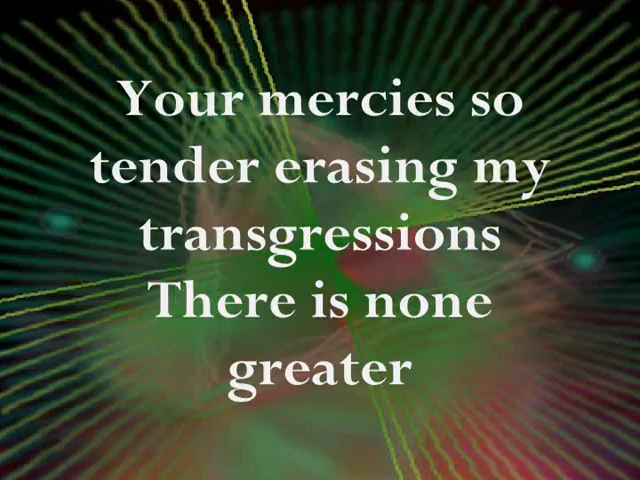 Your mercies so
tender erasing my
transgressions
There is none
greater